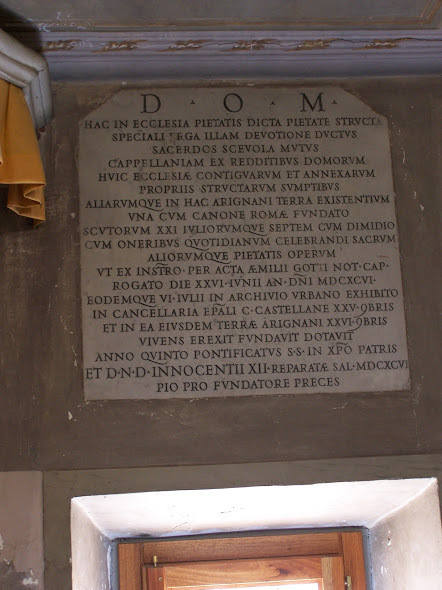 D · O · M ·
HAC IN ECCLESIA PIETATIS DICTA PIETATE STRVCTA
SPECIALI ERGA ILLAM DEVOTIONE DVCTVS
SACERDOS SCEVOLA MVTVS
CAPPELLANIAM EX REDDITIBVS DOMORVM
HVIC ECCLESIÆ CONTIGVARVM ET ANNEXARVM
PROPRIIS STRVCTARVM SVMPTIBVS
ALIARVMQVE IN HAC ARIGNANI TERRA EXISTENTIVM
VNA CVM CANONE ROMÆ FVNDATO
SCVTORVM XXI IVLIORVMQVE SEPTEM CVM DIMIDIO
CVM ONERIBVS QVOTIDIANVM CELEBRANDI SACRVM
ALIORVMQVE PIETATIS OPERVM
VT EX INSTRO · PER ACTA ÆMILII GOTTI NOT · CAP ·
ROGATO DIE XXVI · IVNII AN · DÑI MDCXCVI ·
EODEMQVE VI · IVLII IN ARCHIVIO VRBANO EXHIBITO
IN CANCELLARIA EPÃLI C · CASTELLANE XXV · 9BRIS
ET IN EA EIVSDEM TERRÆ ARIGNANI XXVI · 9BRIS
VIVENS EREXIT FVNDAVIT DOTAVIT
ANNO QVINTO PONTIFICATVS S · S · IN XPÕ PATRIS
ET D · N · D · INNOCENTII XII · REPARATÆ SAL · MDCXCVI
PIO PRO FVNDATORE PRECES